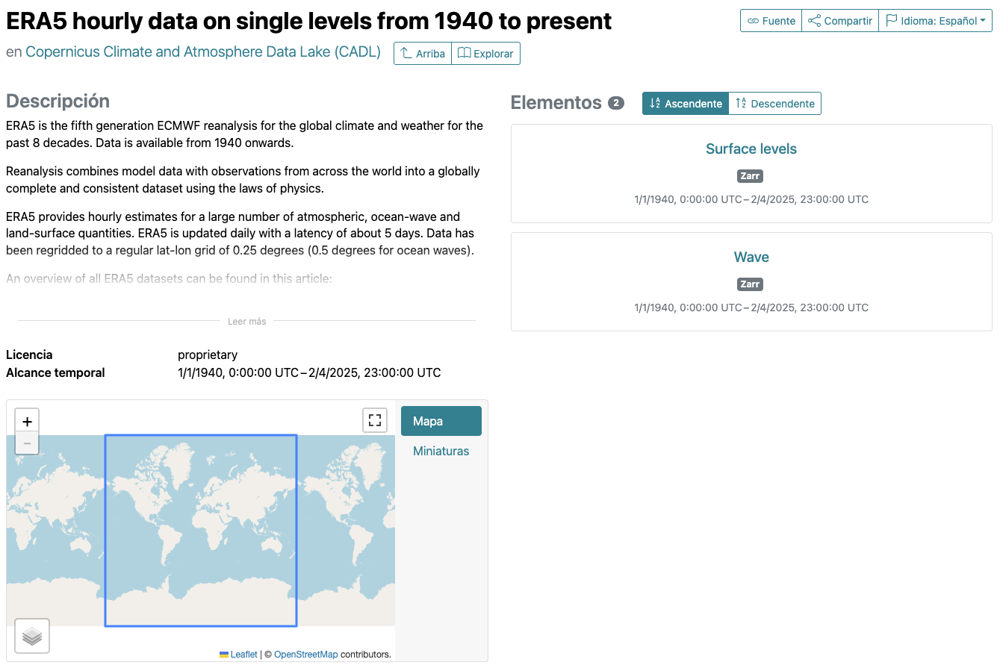 ERA5 hourly data on single levels from 1940 to present
Fuente
Compartir
Idioma: Español
en Copernicus Climate and Atmosphere Data Lake (CADL)
Arriba
Explorar
Descripción
ERA5 is the fifth generation ECMWF reanalysis for the global climate and weather for the
past 8 decades. Data is available from 1940 onwards.
Reanalysis combines model data with observations from across the world into a globally
complete and consistent dataset using the laws of physics.
ERA5 provides hourly estimates for a large number of atmospheric, ocean-wave and
land-surface quantities. ERA5 is updated daily with a latency of about 5 days. Data has
been regridded to a regular lat-lon grid of 0.25 degrees (0.5 degrees for ocean waves).
An overview of all ERA5 datasets can be found in this article:
Leer más
Licencia proprietary
Alcance temporal 1/1/1940, 0:00:00 UTC – 2/4/2025, 23:00:00 UTC
+
−
Mapa
Miniaturas
Leaflet | © OpenStreetMap contributors.
Elementos 2
Ascendente
Descendente
Surface levels
Zarr
1/1/1940, 0:00:00 UTC – 2/4/2025, 23:00:00 UTC
Wave
Zarr
1/1/1940, 0:00:00 UTC – 2/4/2025, 23:00:00 UTC